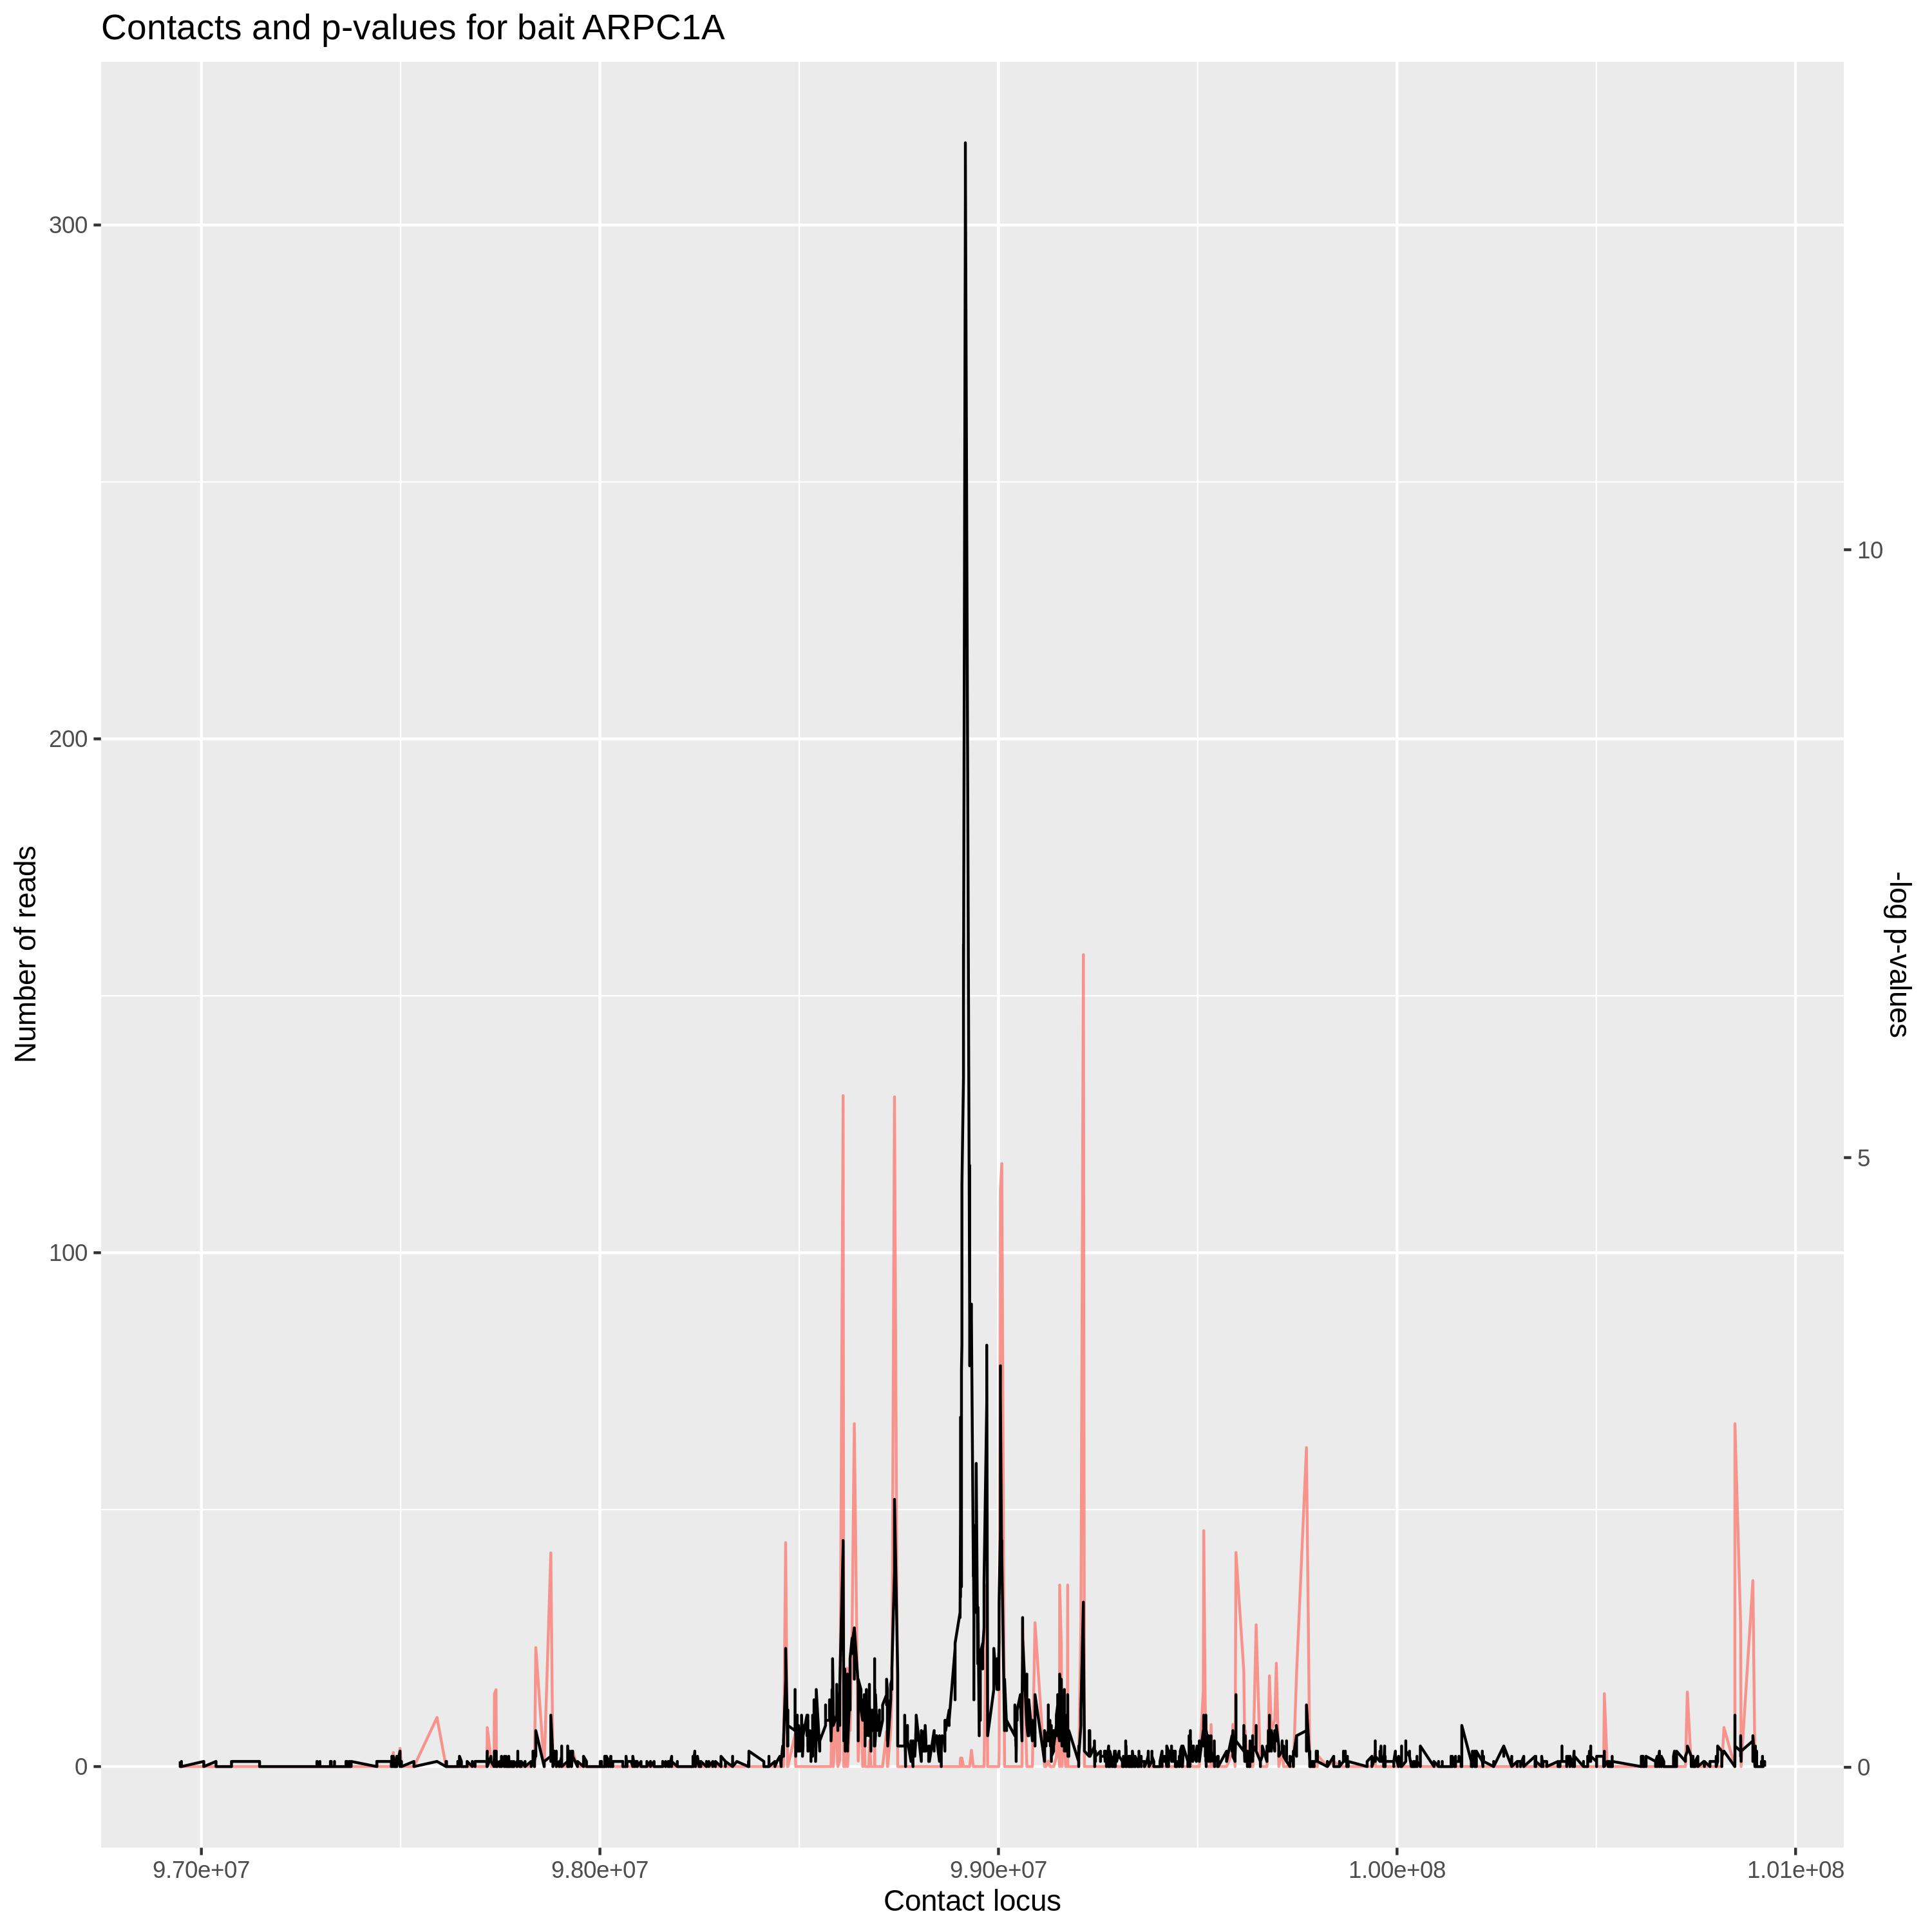 Contacts and p-values for bait ARPC1A
300
200
100
0
10
5
0
Number of reads
-log p-values
9.70e+07
9.80e+07
9.90e+07
1.00e+08
1.01e+08
Contact locus